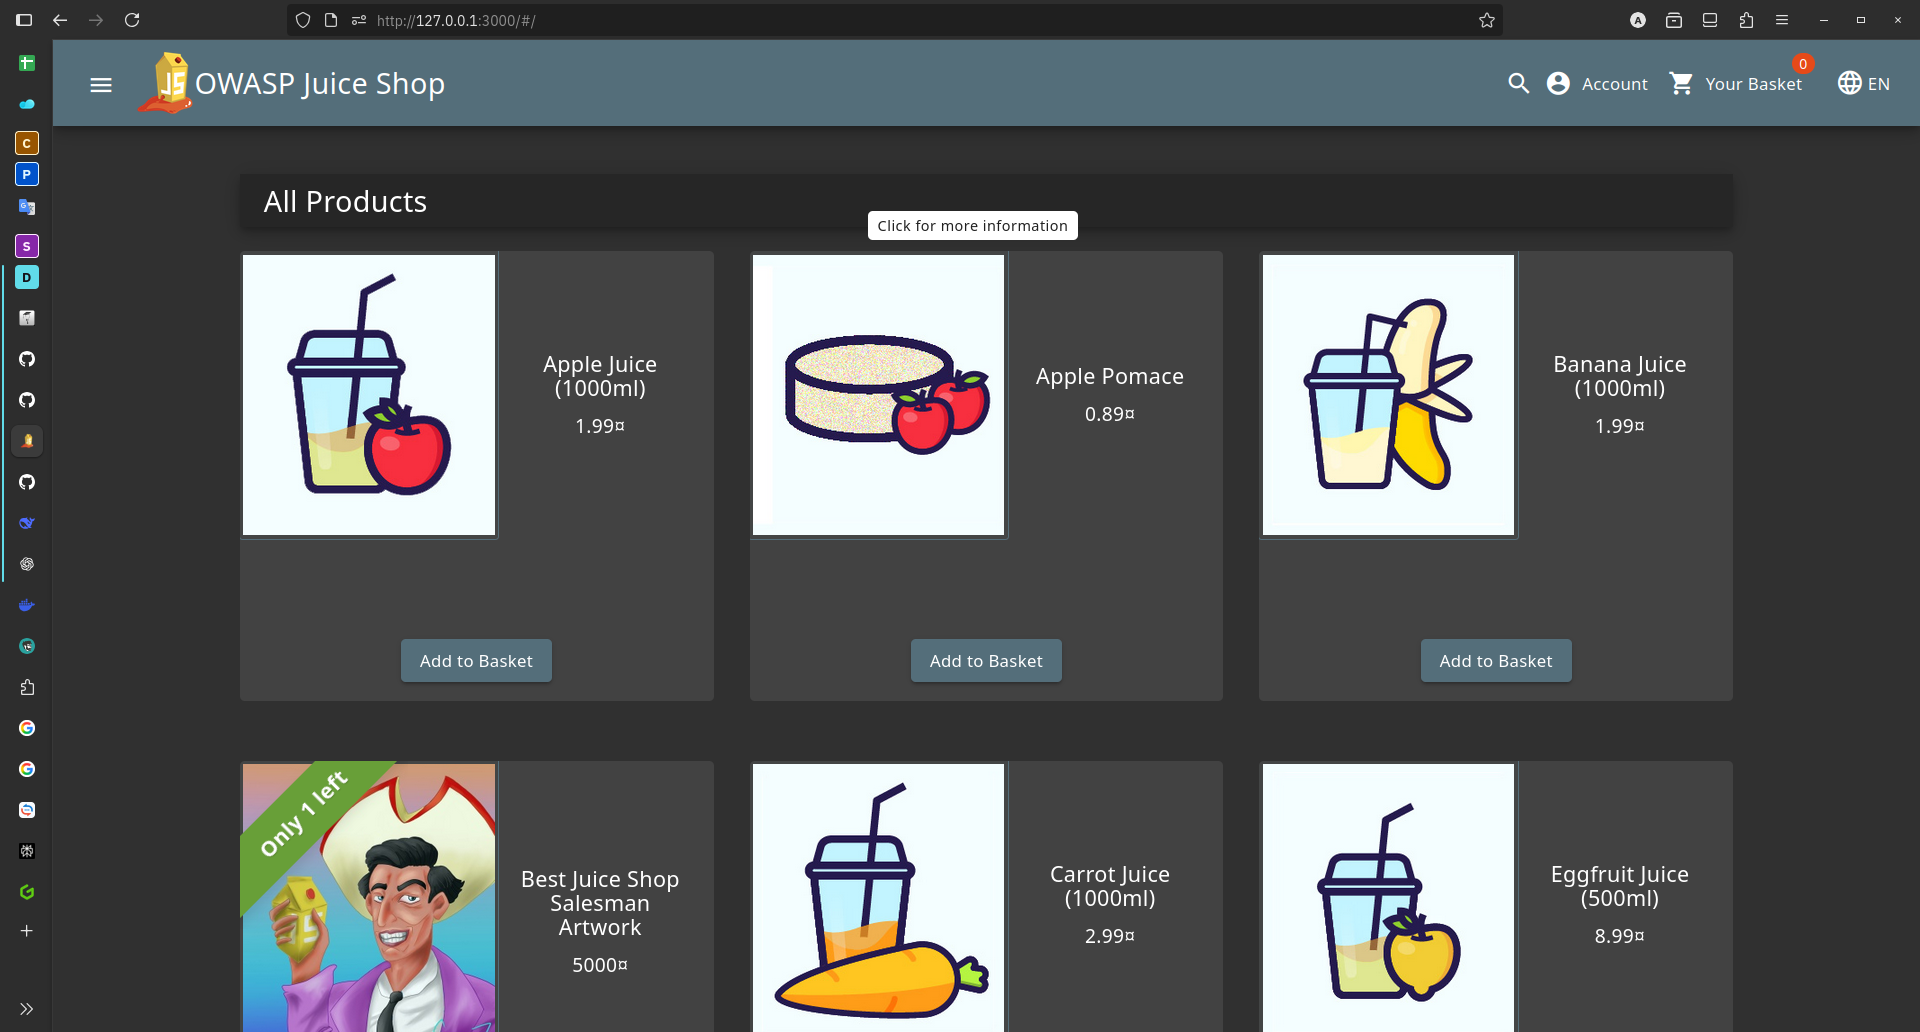 http://127.0.0.1:3000/#/
OWASP Juice Shop
Account
Your Basket
0
EN
All Products
Click for more information
Apple Juice
(1000ml)
1.99¤
Add to Basket
Apple Pomace
0.89¤
Add to Basket
Banana Juice
(1000ml)
1.99¤
Add to Basket
Only 1 left
Best Juice Shop
Salesman
Artwork
5000¤
Carrot Juice
(1000ml)
2.99¤
Eggfruit Juice
(500ml)
8.99¤
C
P
S
D
A
JS